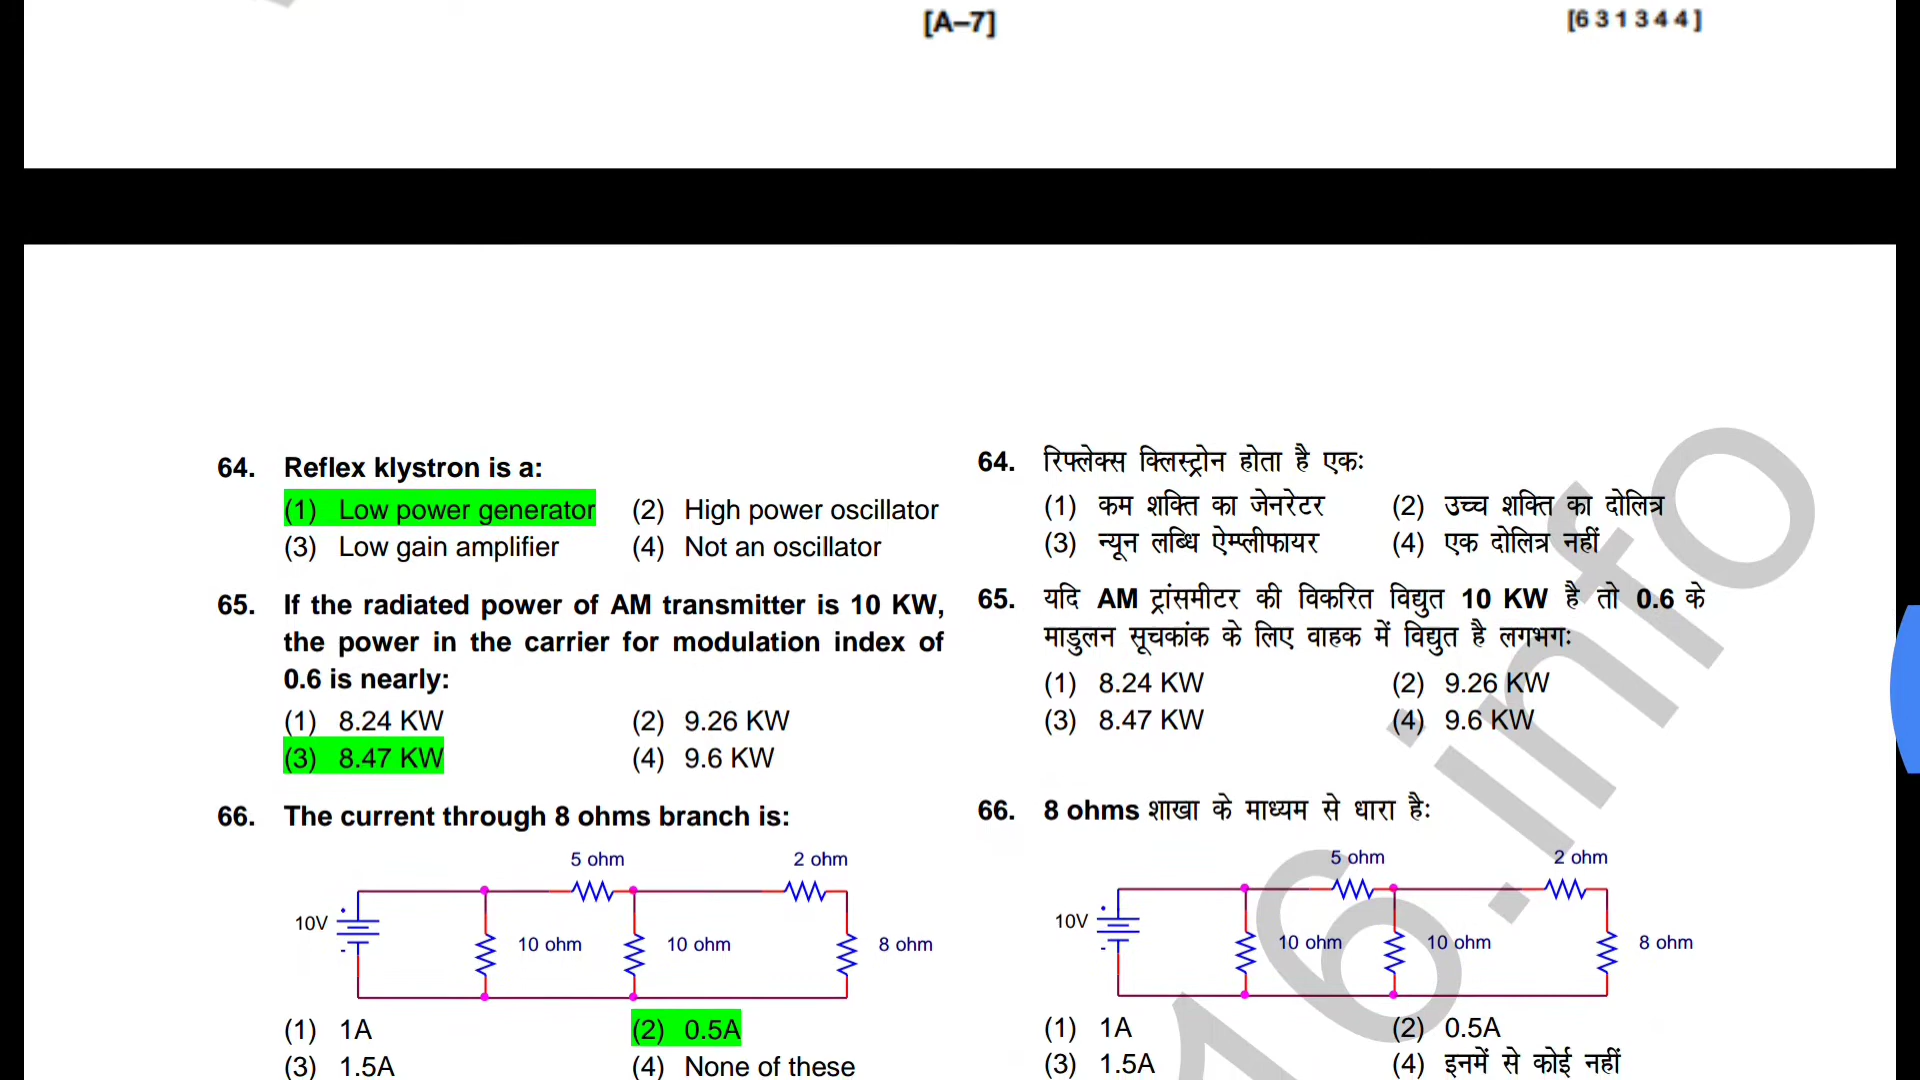 [A–7]
[6 3 1 3 4 4]
64. Reflex klystron is a:
(1) Low power generator (2) High power oscillator
(3) Low gain amplifier (4) Not an oscillator
65. If the radiated power of AM transmitter is 10 KW,
the power in the carrier for modulation index of
0.6 is nearly:
(1) 8.24 KW (2) 9.26 KW
(3) 8.47 KW (4) 9.6 KW
66. The current through 8 ohms branch is:
5 ohm 2 ohm
10V
10 ohm 10 ohm 8 ohm
(1) 1A (2) 0.5A
(3) 1.5A (4) None of these
64. रिफ्लेक्स क्लिस्ट्रोन होता है एकः
(1) कम शक्ति का जेनरेटर (2) उच्च शक्ति का दोलित्र
(3) न्यून लब्धि ऐम्प्लीफायर (4) एक दोलित्र नहीं
65. यदि AM ट्रांसमीटर की विकरित विद्युत 10 KW है तो 0.6 के
माडुलन सूचकांक के लिए वाहक में विद्युत है लगभगः
(1) 8.24 KW (2) 9.26 KW
(3) 8.47 KW (4) 9.6 KW
66. 8 ohms शाखा के माध्यम से धारा हैः
5 ohm 2 ohm
10V
10 ohm 10 ohm 8 ohm
(1) 1A (2) 0.5A
(3) 1.5A (4) इनमें से कोई नहीं
16.info